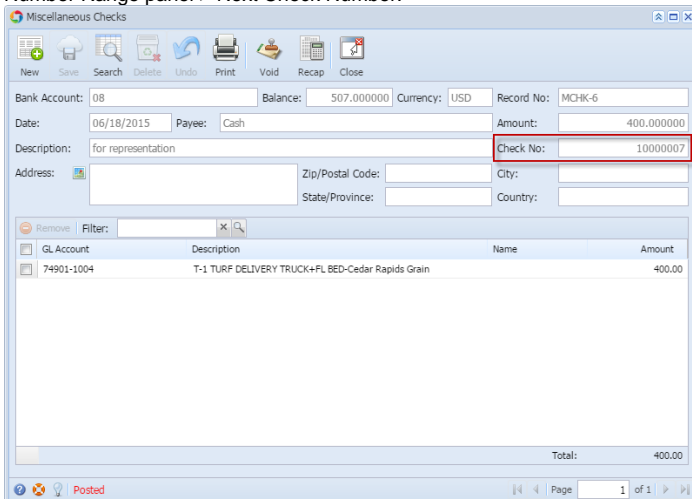 Number Range panel > Next Check Number.
Miscellaneous Checks
New Save Search Delete Undo Print Void Recap Close
Bank Account: 08 Balance: 507.000000 Currency: USD Record No: MCHK-6
Date: 06/18/2015 Payee: Cash Amount: 400.000000
Description: for representation Check No: 10000007
Address: Zip/Postal Code: City:
State/Province: Country:
Remove Filter:
GL Account Description Name Amount
74901-1004 T-1 TURF DELIVERY TRUCK+FL BED-Cedar Rapids Grain 400.00
Total: 400.00
Posted Page 1 of 1